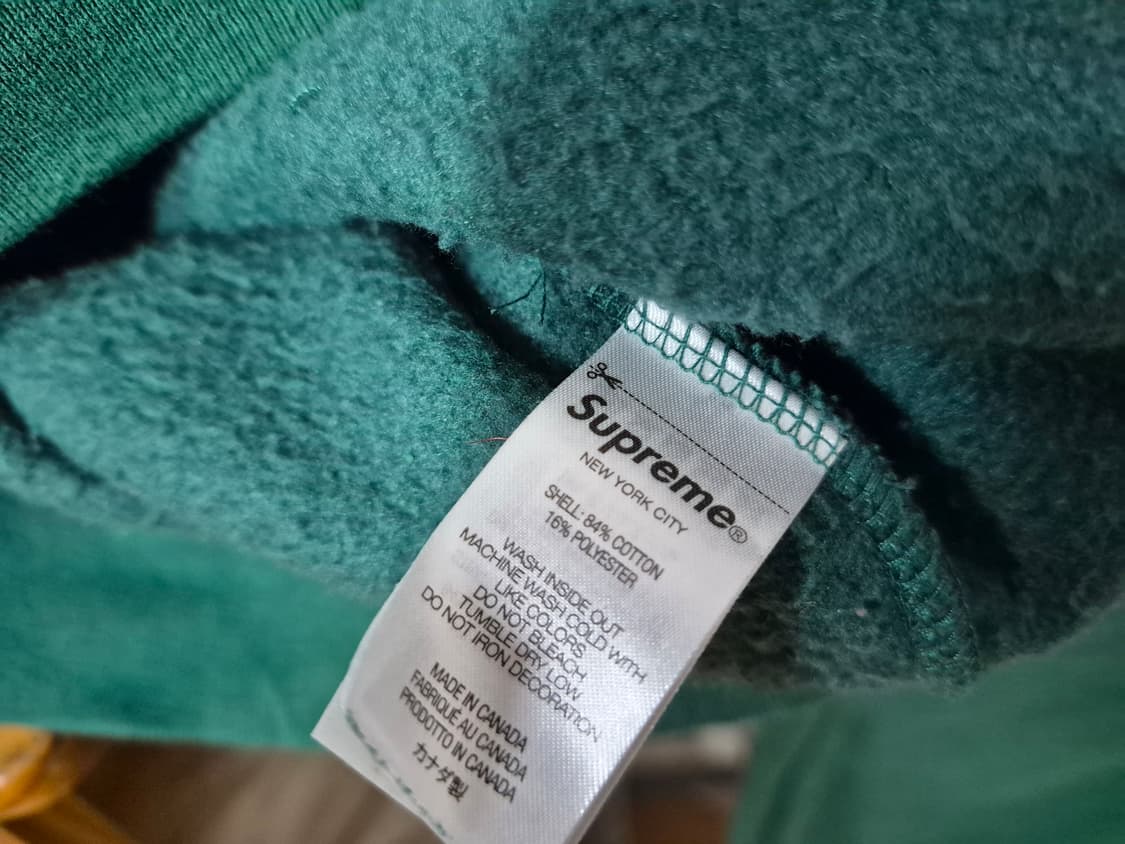 Supreme®
NEW YORK CITY
SHELL: 84% COTTON
16% POLYESTER
WASH INSIDE OUT
MACHINE WASH COLD WITH
LIKE COLORS
DO NOT BLEACH
TUMBLE DRY LOW
DO NOT IRON DECORATION
MADE IN CANADA
FABRIQUÉ AU CANADA
PRODOTTO IN CANADA
カナダ製